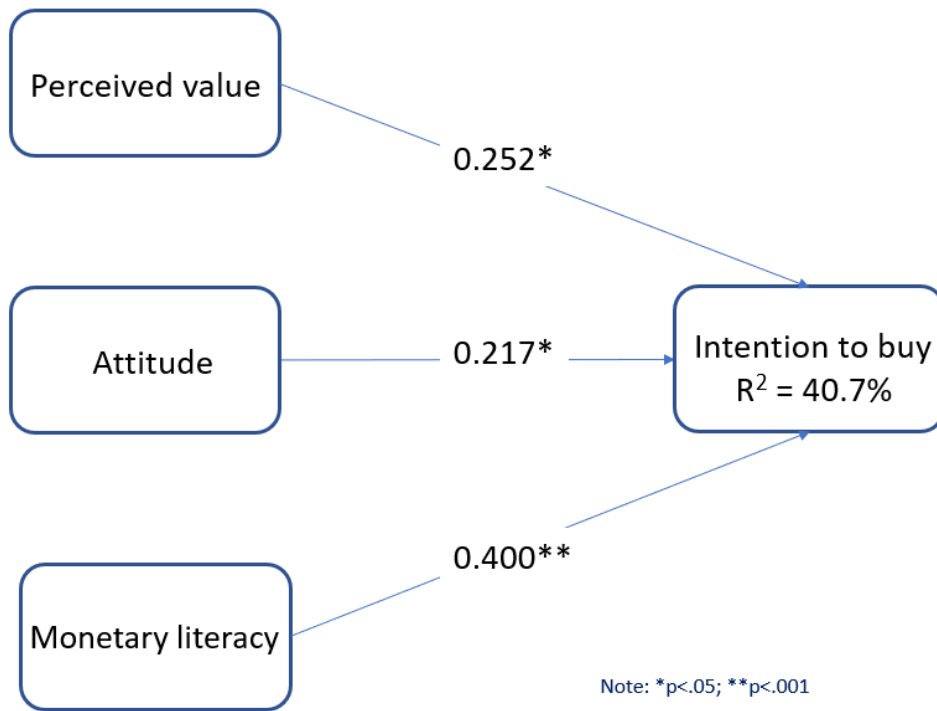 Perceived value
0.252*
Attitude
0.217*
Intention to buy
R² = 40.7%
0.400**
Monetary literacy
Note: *p<.05; **p<.001